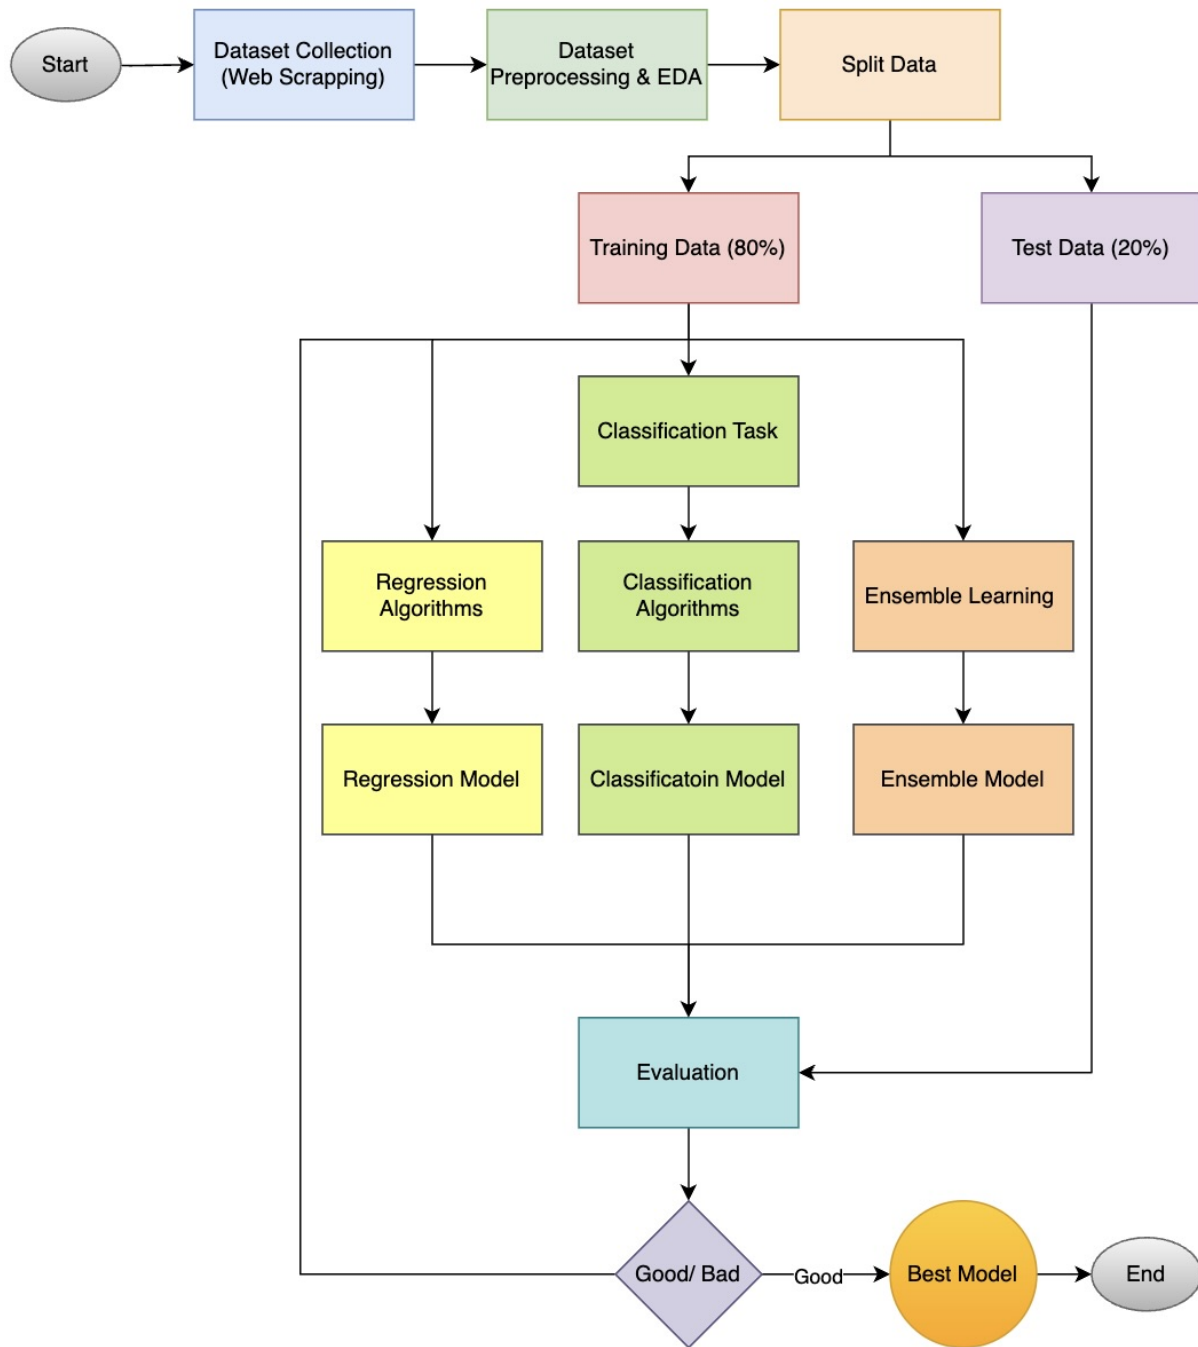 Start
Dataset Collection
(Web Scrapping)
Dataset
Preprocessing & EDA
Split Data
Training Data (80%)
Test Data (20%)
Classification Task
Regression
Algorithms
Classification
Algorithms
Ensemble Learning
Regression Model
Classificatoin Model
Ensemble Model
Evaluation
Good/ Bad
Good
Best Model
End